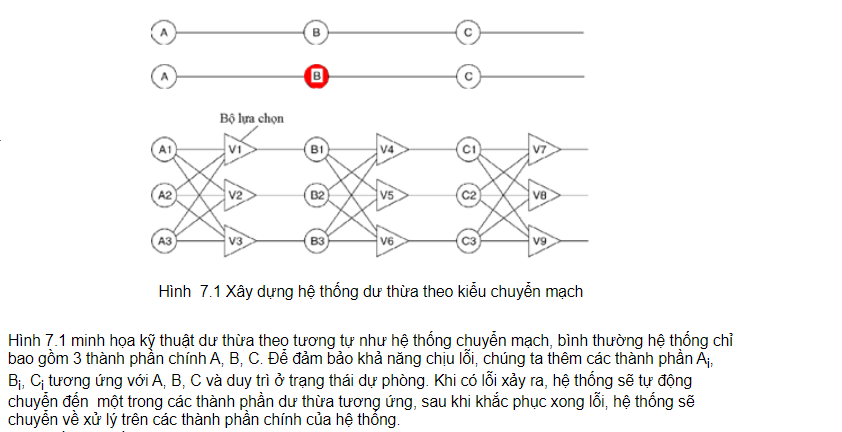 A B C
A B C
Bộ lựa chọn
A1 V1 B1 V4 C1 V7
A2 V2 B2 V5 C2 V8
A3 V3 B3 V6 C3 V9
Hình 7.1 Xây dựng hệ thống dư thừa theo kiểu chuyển mạch
Hình 7.1 minh họa kỹ thuật dư thừa theo tương tự như hệ thống chuyển mạch, bình thường hệ thống chỉ
bao gồm 3 thành phần chính A, B, C. Để đảm bảo khả năng chịu lỗi, chúng ta thêm các thành phần Ai,
Bi, Ci tương ứng với A, B, C và duy trì ở trạng thái dự phòng. Khi có lỗi xảy ra, hệ thống sẽ tự động
chuyển đến một trong các thành phần dư thừa tương ứng, sau khi khắc phục xong lỗi, hệ thống sẽ
chuyển về xử lý trên các thành phần chính của hệ thống.